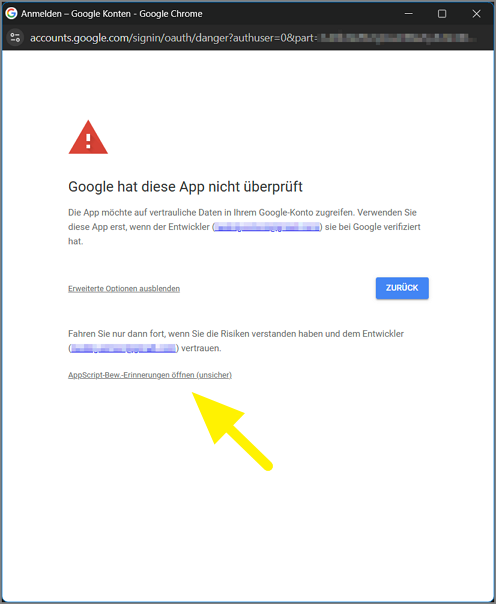 Anmelden – Google Konten - Google Chrome
accounts.google.com/signin/oauth/danger?authuser=0&part=
Google hat diese App nicht überprüft
Die App möchte auf vertrauliche Daten in Ihrem Google-Konto zugreifen. Verwenden Sie
diese App erst, wenn der Entwickler () sie bei Google verifiziert
hat.
Erweiterte Optionen ausblenden
ZURÜCK
Fahren Sie nur dann fort, wenn Sie die Risiken verstanden haben und dem Entwickler
() vertrauen.
AppScript-Bew.-Erinnerungen öffnen (unsicher)